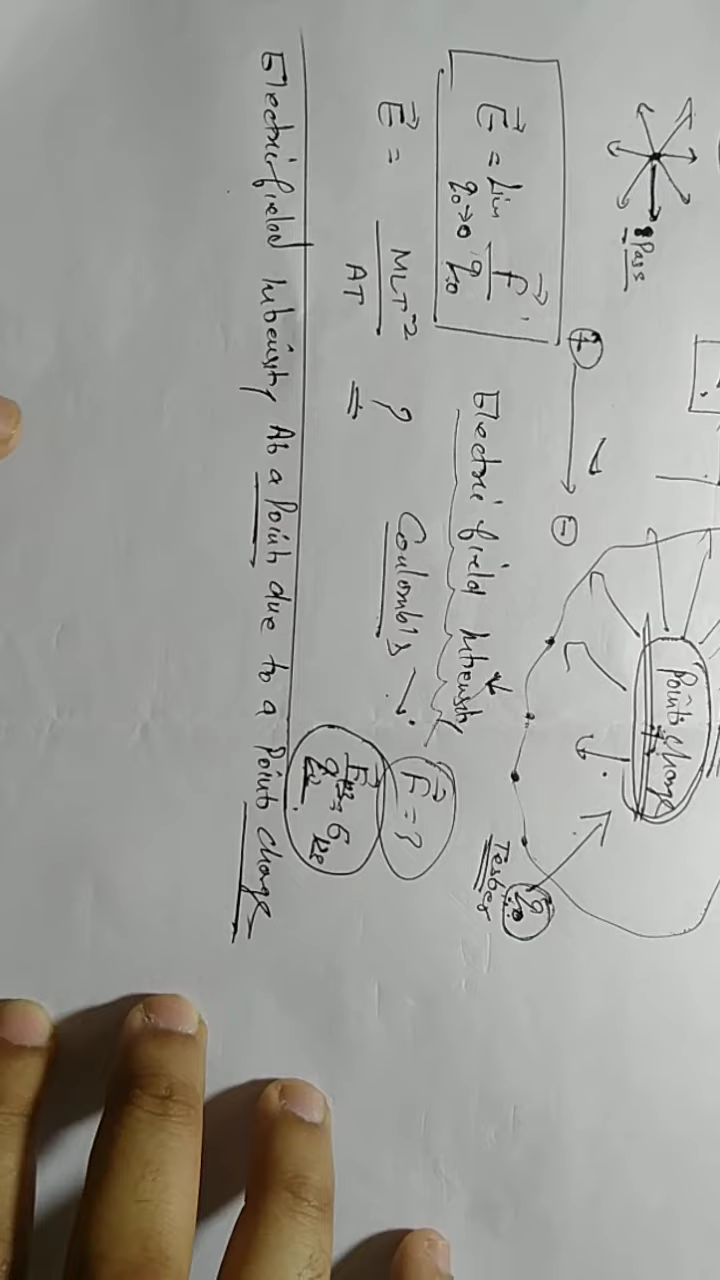 Pass
Point charge
+
-
E = Lim F / q₀
q₀→0
q₀
Tester
Electric field Intensity
E = MLT⁻² / AT ?
Coulomb's
F = ?
Electric field Intensity At a Point due to a Point charge